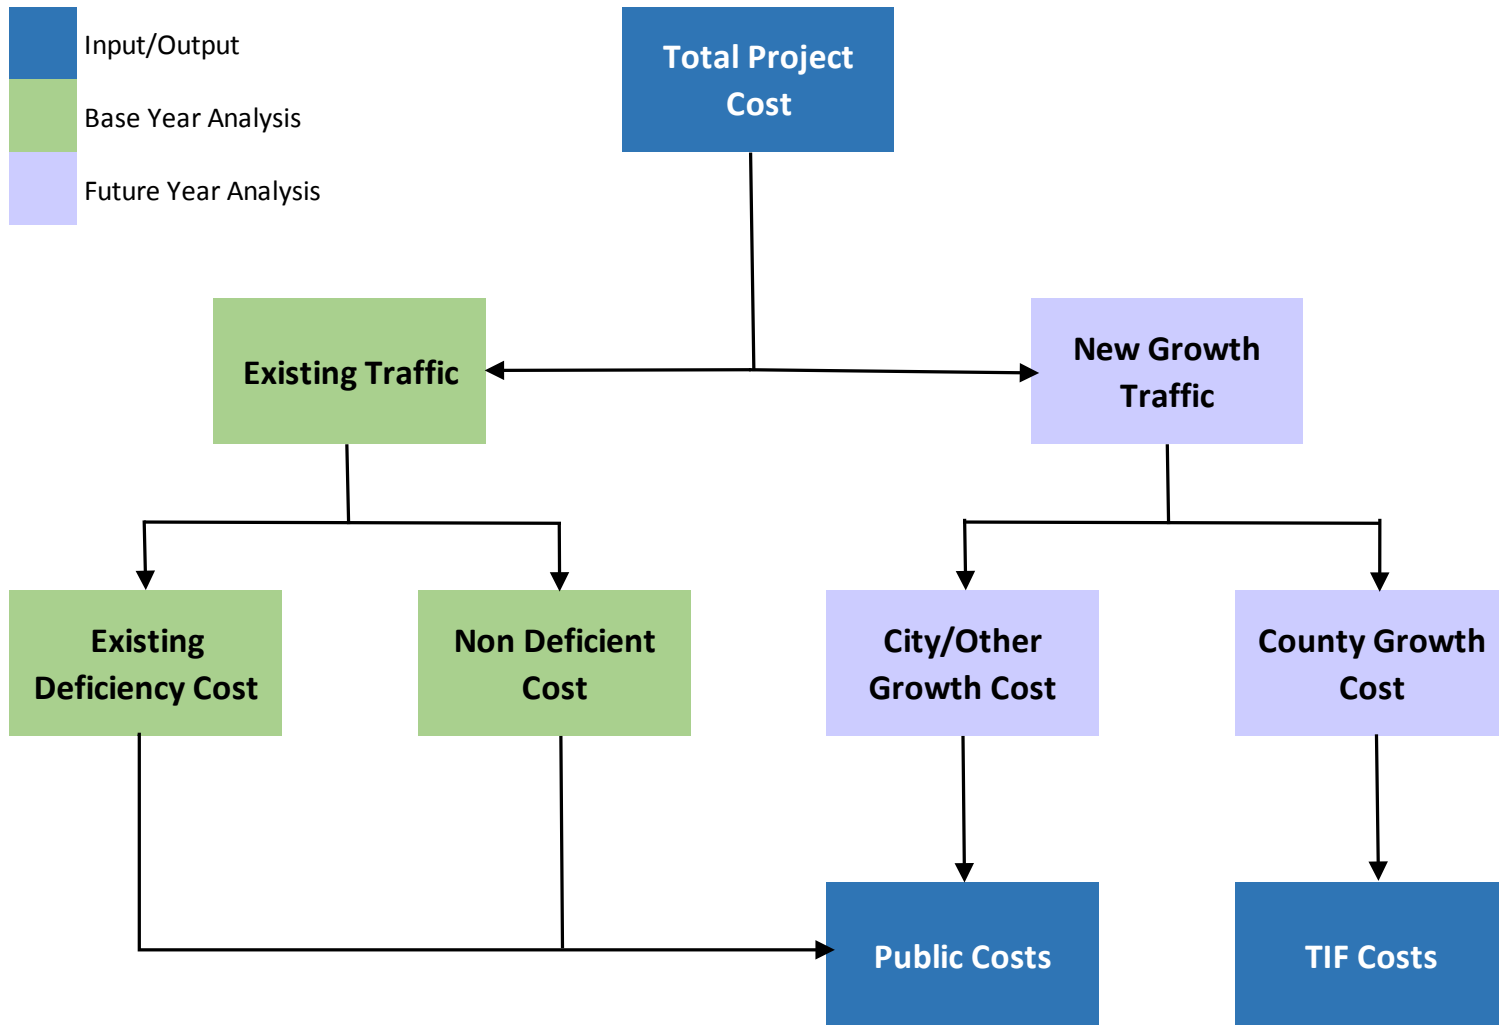 Input/Output
Base Year Analysis
Future Year Analysis
Total Project
Cost
Existing Traffic
New Growth
Traffic
Existing
Deficiency Cost
Non Deficient
Cost
City/Other
Growth Cost
County Growth
Cost
Public Costs
TIF Costs